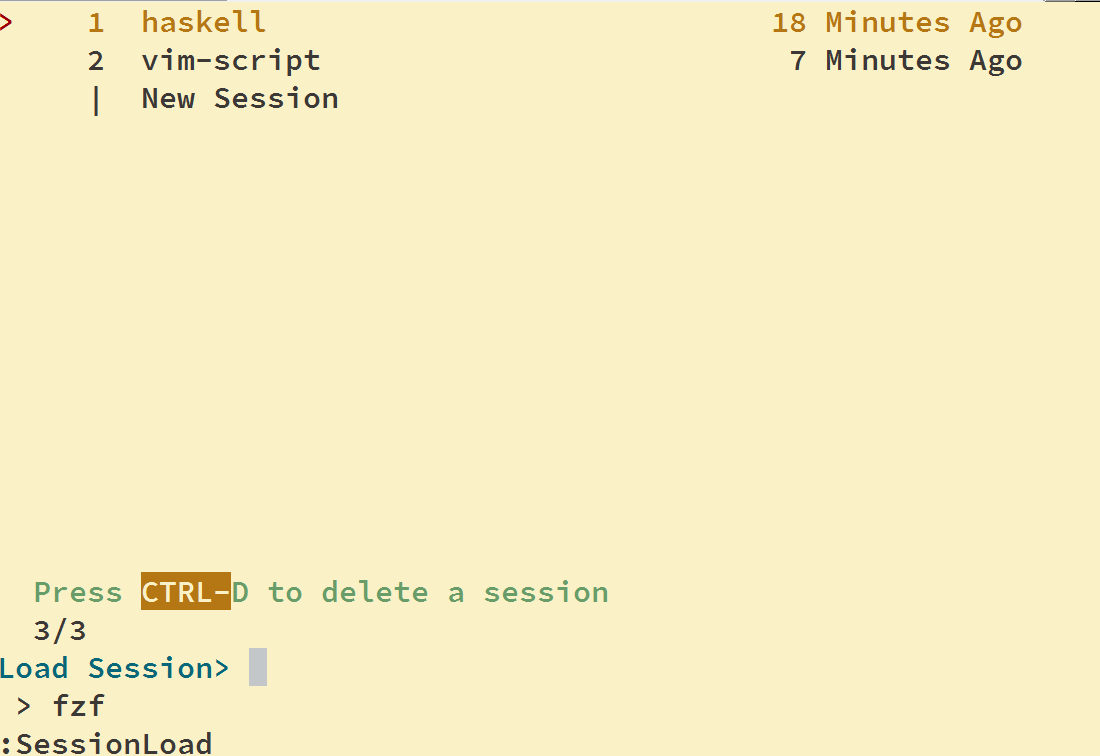 > 1 haskell 18 Minutes Ago
2 vim-script 7 Minutes Ago
| New Session
Press CTRL-D to delete a session
3/3
Load Session>
> fzf
:SessionLoad